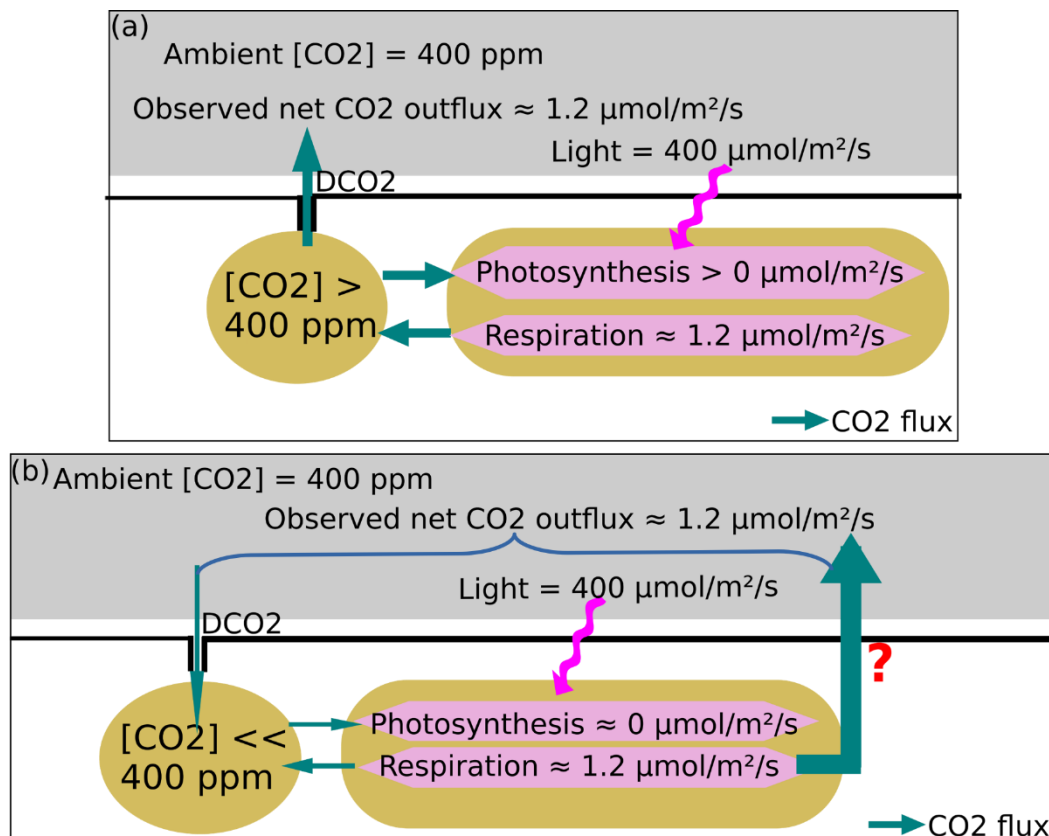 (a)
Ambient [CO2] = 400 ppm
Observed net CO2 outflux ≈ 1.2 μmol/m²/s
Light = 400 μmol/m²/s
DCO2
[CO2] >
400 ppm
Photosynthesis > 0 μmol/m²/s
Respiration ≈ 1.2 μmol/m²/s
CO2 flux
(b)
Ambient [CO2] = 400 ppm
Observed net CO2 outflux ≈ 1.2 μmol/m²/s
Light = 400 μmol/m²/s
DCO2
?
[CO2] <<
400 ppm
Photosynthesis ≈ 0 μmol/m²/s
Respiration ≈ 1.2 μmol/m²/s
CO2 flux